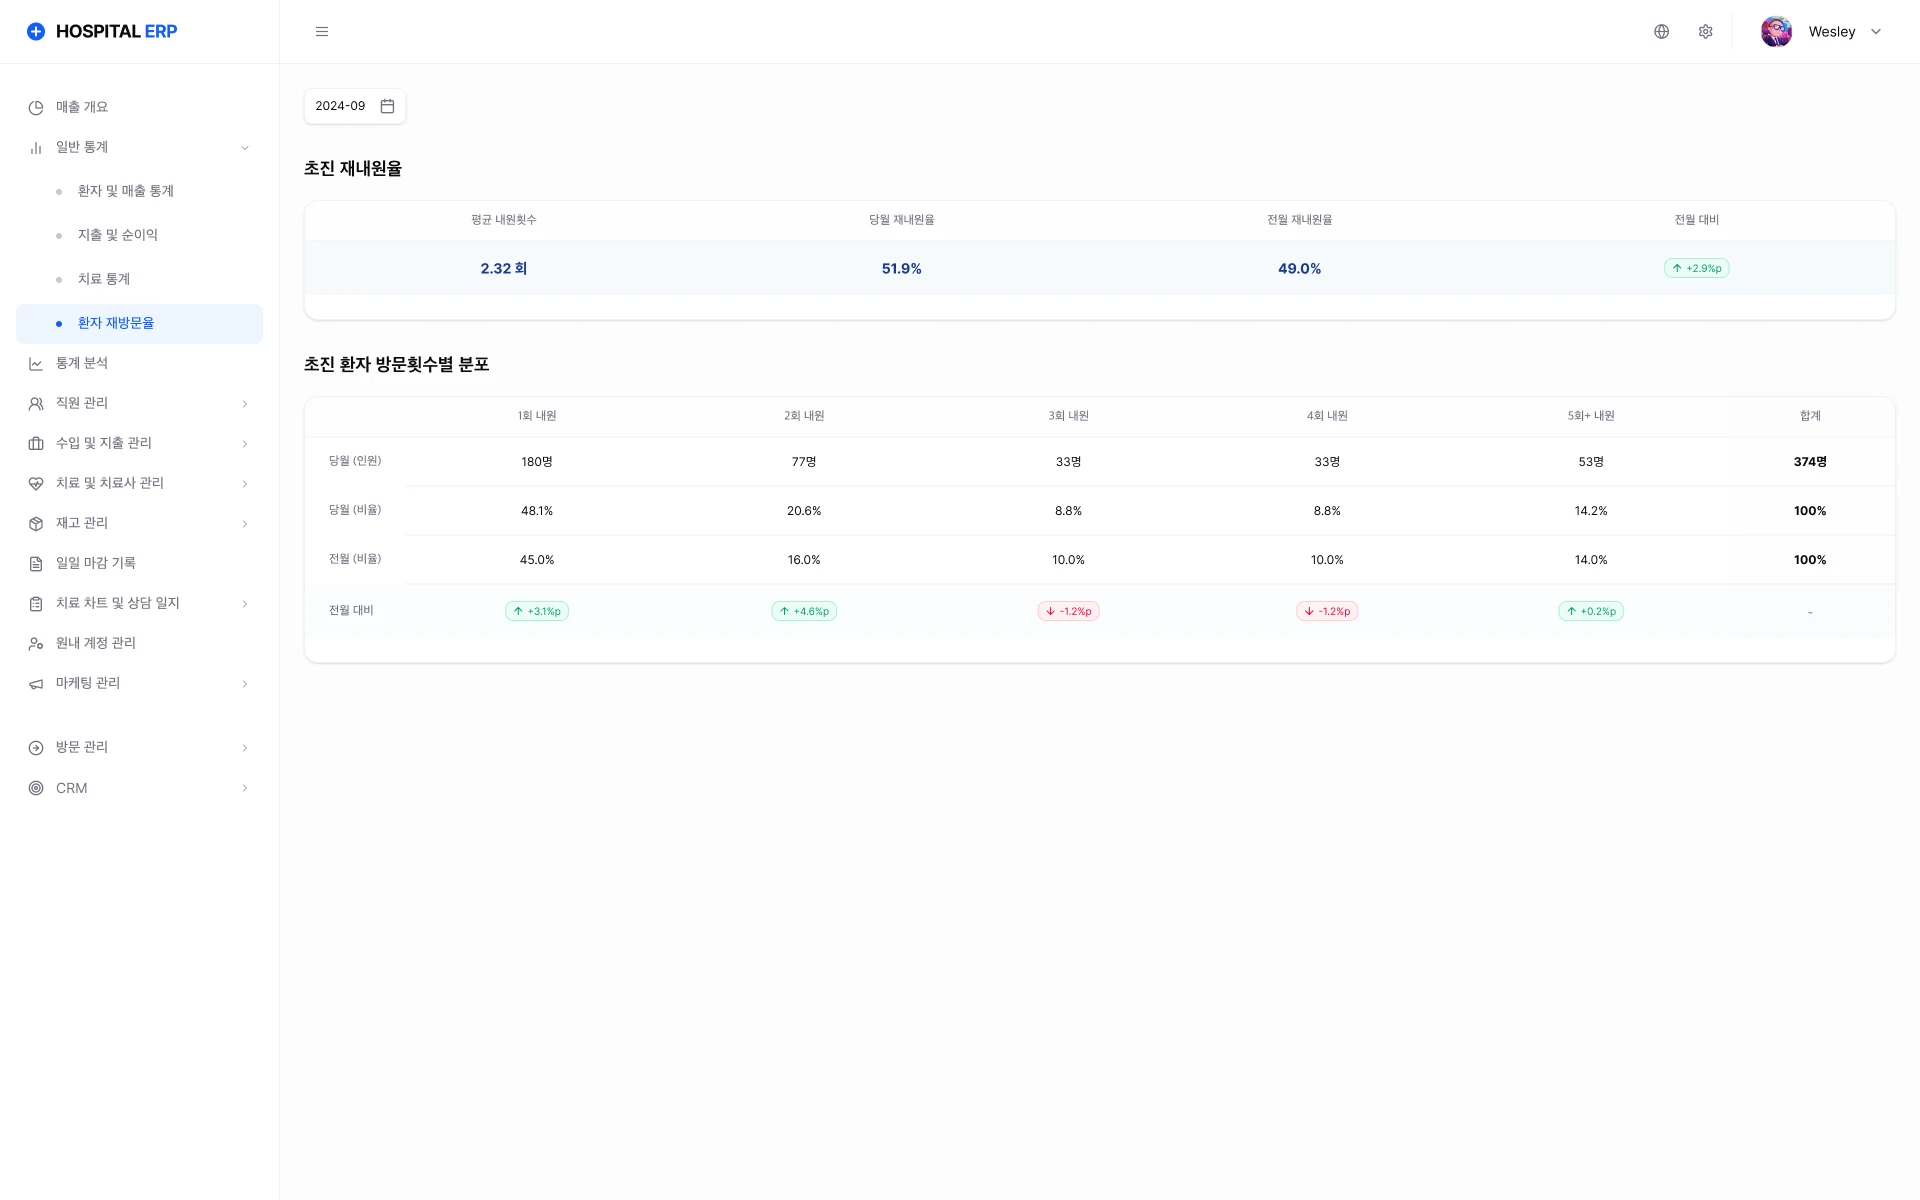 HOSPITAL ERP
Wesley
매출 개요
일반 통계
환자 및 매출 통계
지출 및 순이익
치료 통계
환자 재방문율
통계 분석
직원 관리
수입 및 지출 관리
치료 및 치료사 관리
재고 관리
일일 마감 기록
치료 차트 및 상담 일지
원내 계정 관리
마케팅 관리
방문 관리
CRM
2024-09
초진 재내원율
평균 내원횟수 당월 재내원율 전월 재내원율 전월 대비
2.32 회 51.9% 49.0% +2.9%p
초진 환자 방문횟수별 분포
1회 내원 2회 내원 3회 내원 4회 내원 5회+ 내원 합계
당월 (인원) 180명 77명 33명 33명 53명 374명
당월 (비율) 48.1% 20.6% 8.8% 8.8% 14.2% 100%
전월 (비율) 45.0% 16.0% 10.0% 10.0% 14.0% 100%
전월 대비 +3.1%p +4.6%p -1.2%p -1.2%p +0.2%p -